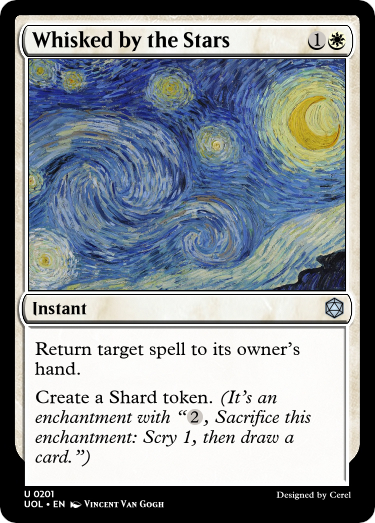 Whisked by the Stars 1
Instant
Return target spell to its owner's
hand.
Create a Shard token. (It's an
enchantment with “2, Sacrifice this
enchantment: Scry 1, then draw a
card.”)
U 0201
UOL • EN Vincent Van Gogh
Designed by Cerel